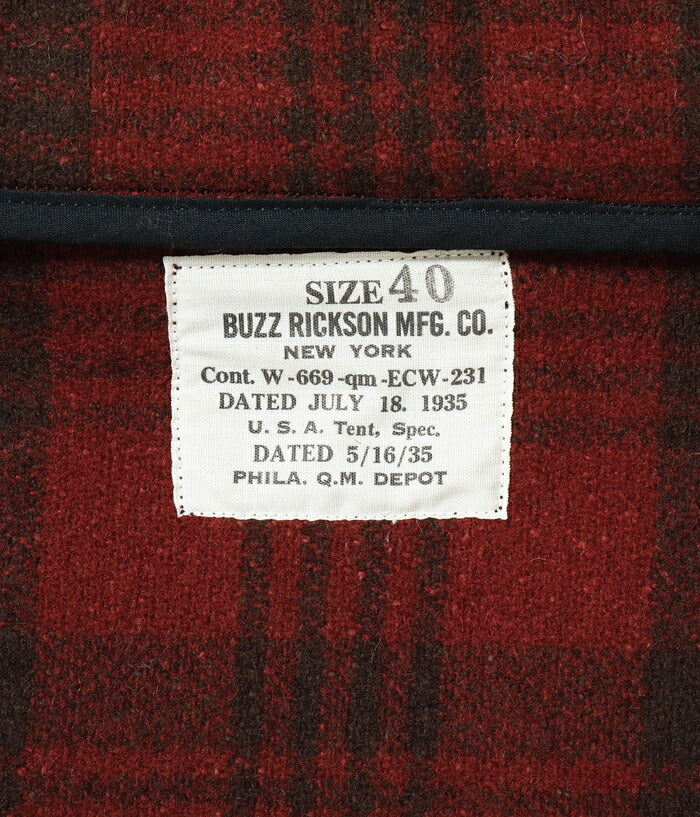 SIZE 40
BUZZ RICKSON MFG. CO.
NEW YORK
Cont. W-669-qm-ECW-231
DATED JULY 18. 1935
U. S. A. Tent, Spec.
DATED 5/16/35
PHILA. Q.M. DEPOT